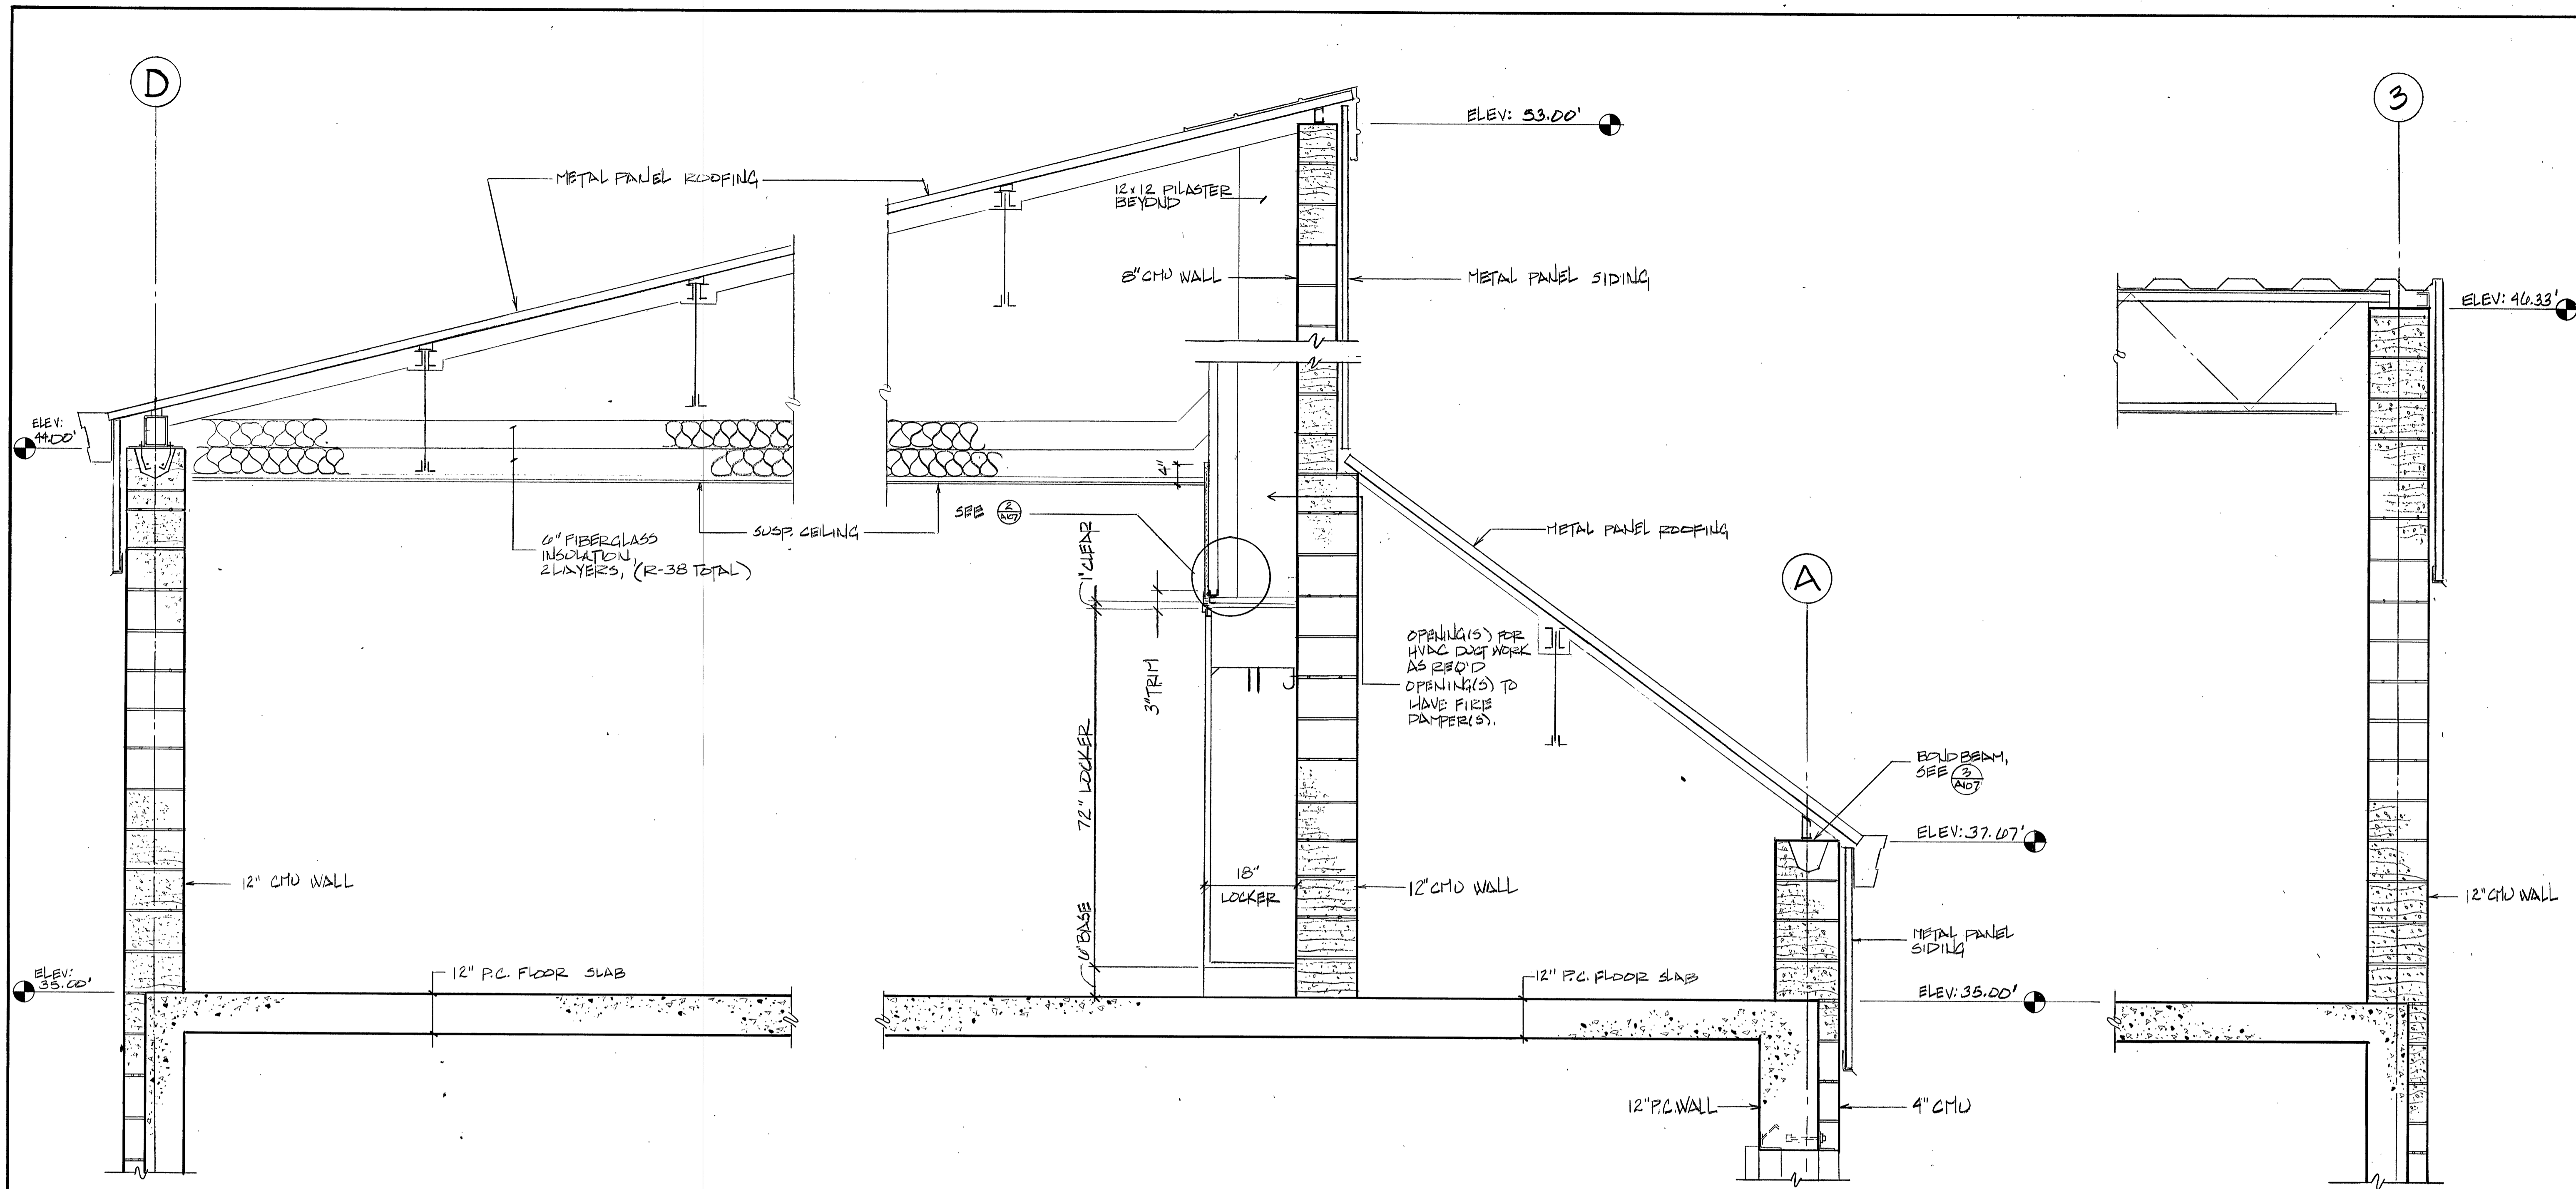 D
3
ELEV: 53.00'
METAL PANEL ROOFING
12x12 PILASTER
BEYOND
8" CMU WALL
METAL PANEL SIDING
ELEV: 46.33'
ELEV:
44.00'
4"
SEE 2
A107
SUSP. CEILING
6" FIBERGLASS
INSULATION,
2 LAYERS, (R-38 TOTAL)
1" CLEAR
METAL PANEL ROOFING
A
3" TRIM
OPENING(S) FOR
HVAC DUCT WORK
AS REQ'D
OPENING(S) TO
HAVE FIRE
DAMPER(S).
72" LOCKER
BOND BEAM,
SEE 3
A107
ELEV: 37.67'
12" CMU WALL
18"
LOCKER
12" CMU WALL
12" CMU WALL
6" BASE
METAL PANEL
SIDING
ELEV:
35.00'
12" P.C. FLOOR SLAB
12" P.C. FLOOR SLAB
ELEV: 35.00'
12" P.C. WALL
4" CMU